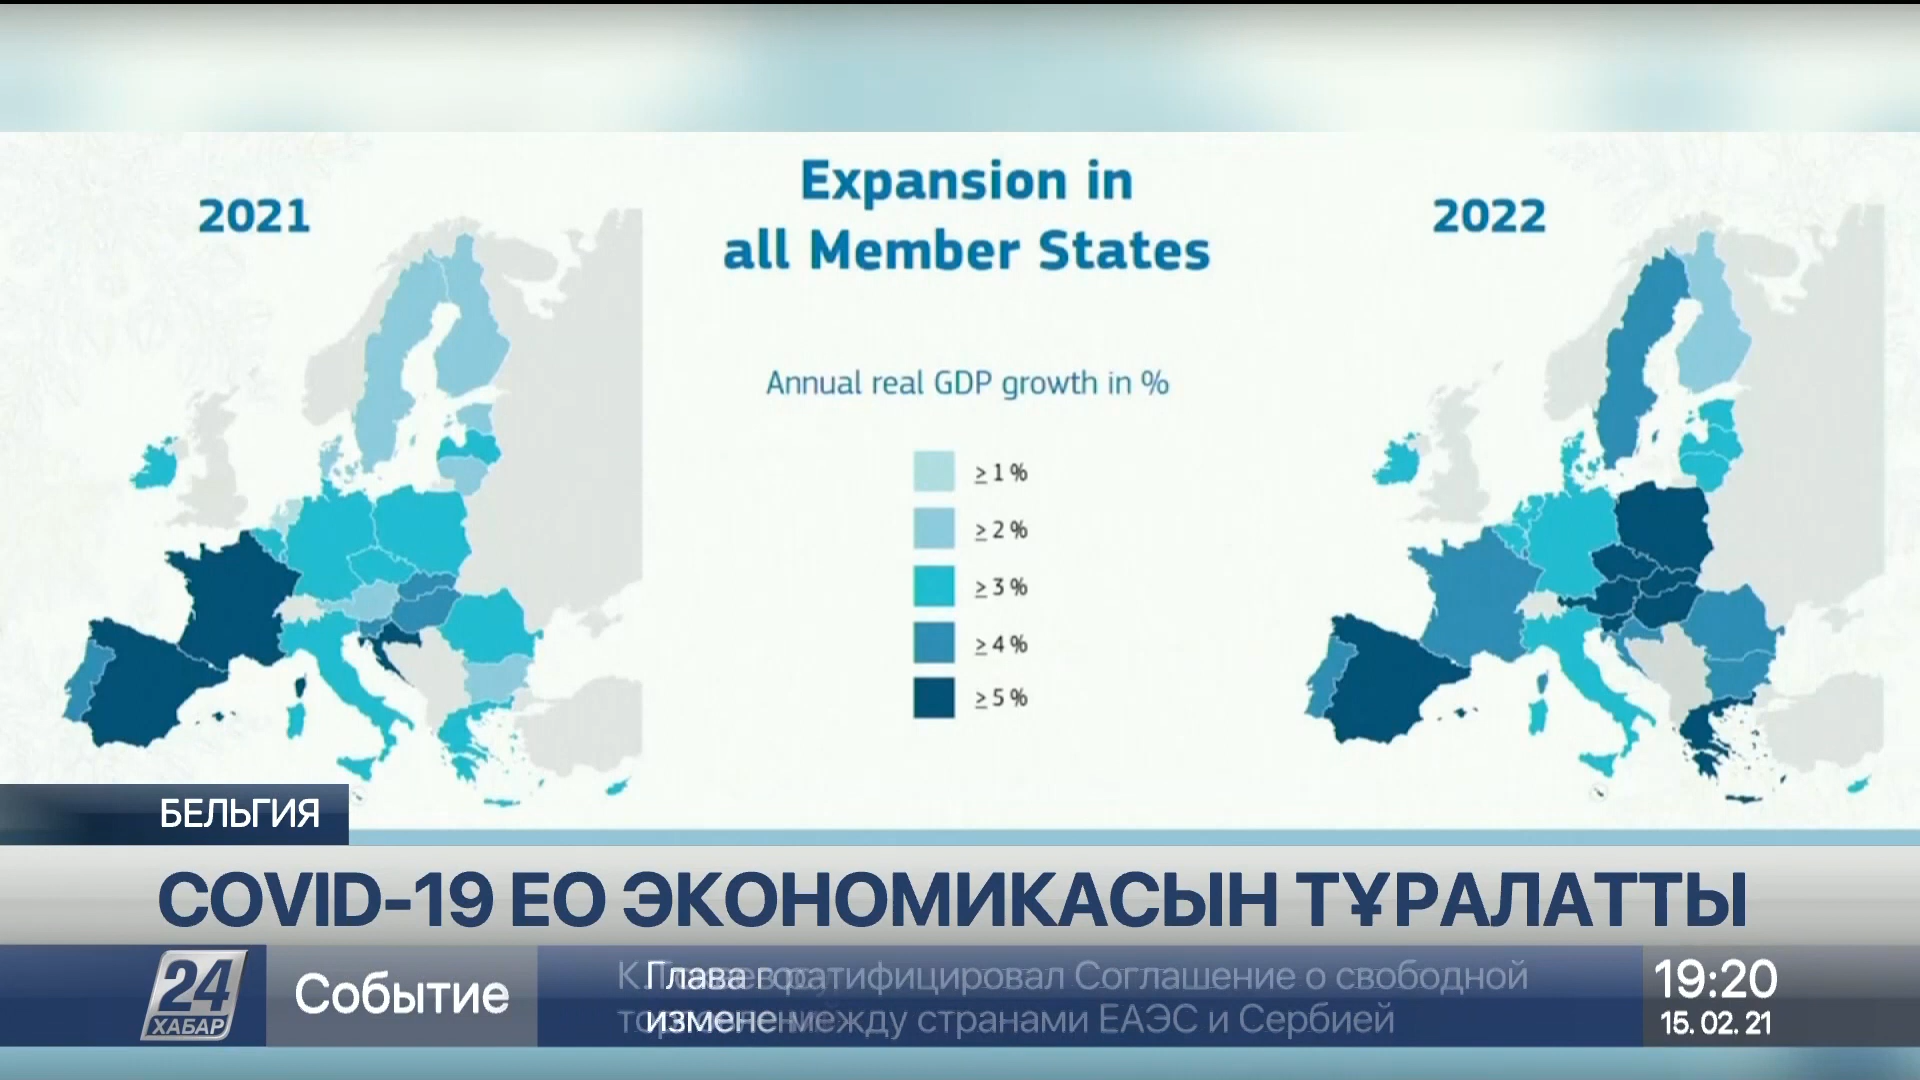 2021
Expansion in
all Member States
2022
Annual real GDP growth in %
≥ 1 %
≥ 2 %
≥ 3 %
≥ 4 %
≥ 5 %
БЕЛЬГИЯ
COVID-19 ЕО ЭКОНОМИКАСЫН ТҰРАЛАТТЫ
24
ХАБАР
Событие
ратифицировал Соглашение о свободной
между странами ЕАЭС и Сербией
Глава
19:20
15. 02. 21